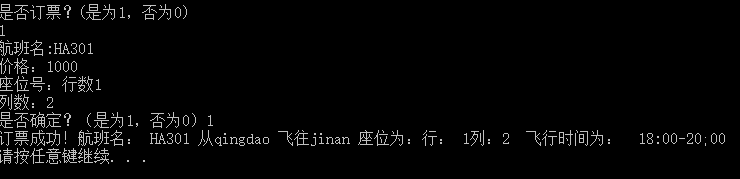 是否订票？(是为1，否为0)
1
航班名:HA301
价格：1000
座位号：行数1
列数：2
是否确定？（是为1，否为0）1
订票成功！航班名： HA301 从qingdao 飞往jinan 座位为：行： 1列：2  飞行时间为：  18:00-20;00
请按任意键继续. . .